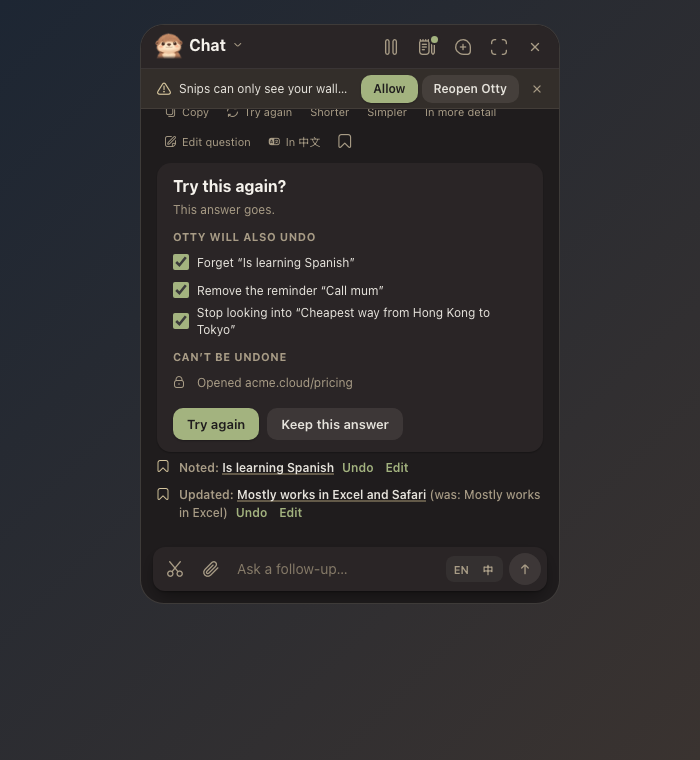 Chat
Snips can only see your wall...
Allow
Reopen Otty
Copy
Try again
Shorter
Simpler
In more detail
Edit question
In 中文
Try this again?
This answer goes.
OTTY WILL ALSO UNDO
Forget “Is learning Spanish”
Remove the reminder “Call mum”
Stop looking into “Cheapest way from Hong Kong to
Tokyo”
CAN’T BE UNDONE
Opened acme.cloud/pricing
Try again
Keep this answer
Noted: Is learning Spanish Undo Edit
Updated: Mostly works in Excel and Safari (was: Mostly works
in Excel) Undo Edit
Ask a follow-up...
EN 中